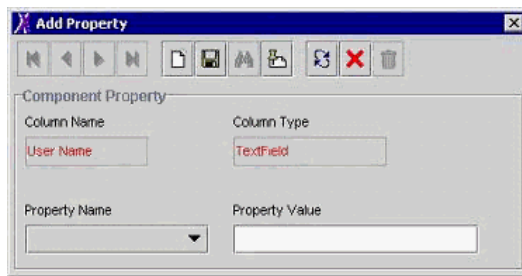 Add Property
Component Property
Column Name Column Type
User Name TextField
Property Name Property Value